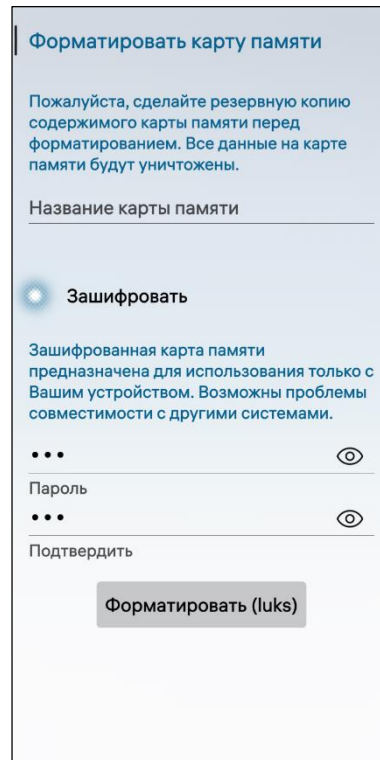 Форматировать карту памяти
Пожалуйста, сделайте резервную копию
содержимого карты памяти перед
форматированием. Все данные на карте
памяти будут уничтожены.
Название карты памяти
Зашифровать
Зашифрованная карта памяти
предназначена для использования только с
Вашим устройством. Возможны проблемы
совместимости с другими системами.
•••
Пароль
•••
Подтвердить
Форматировать (luks)